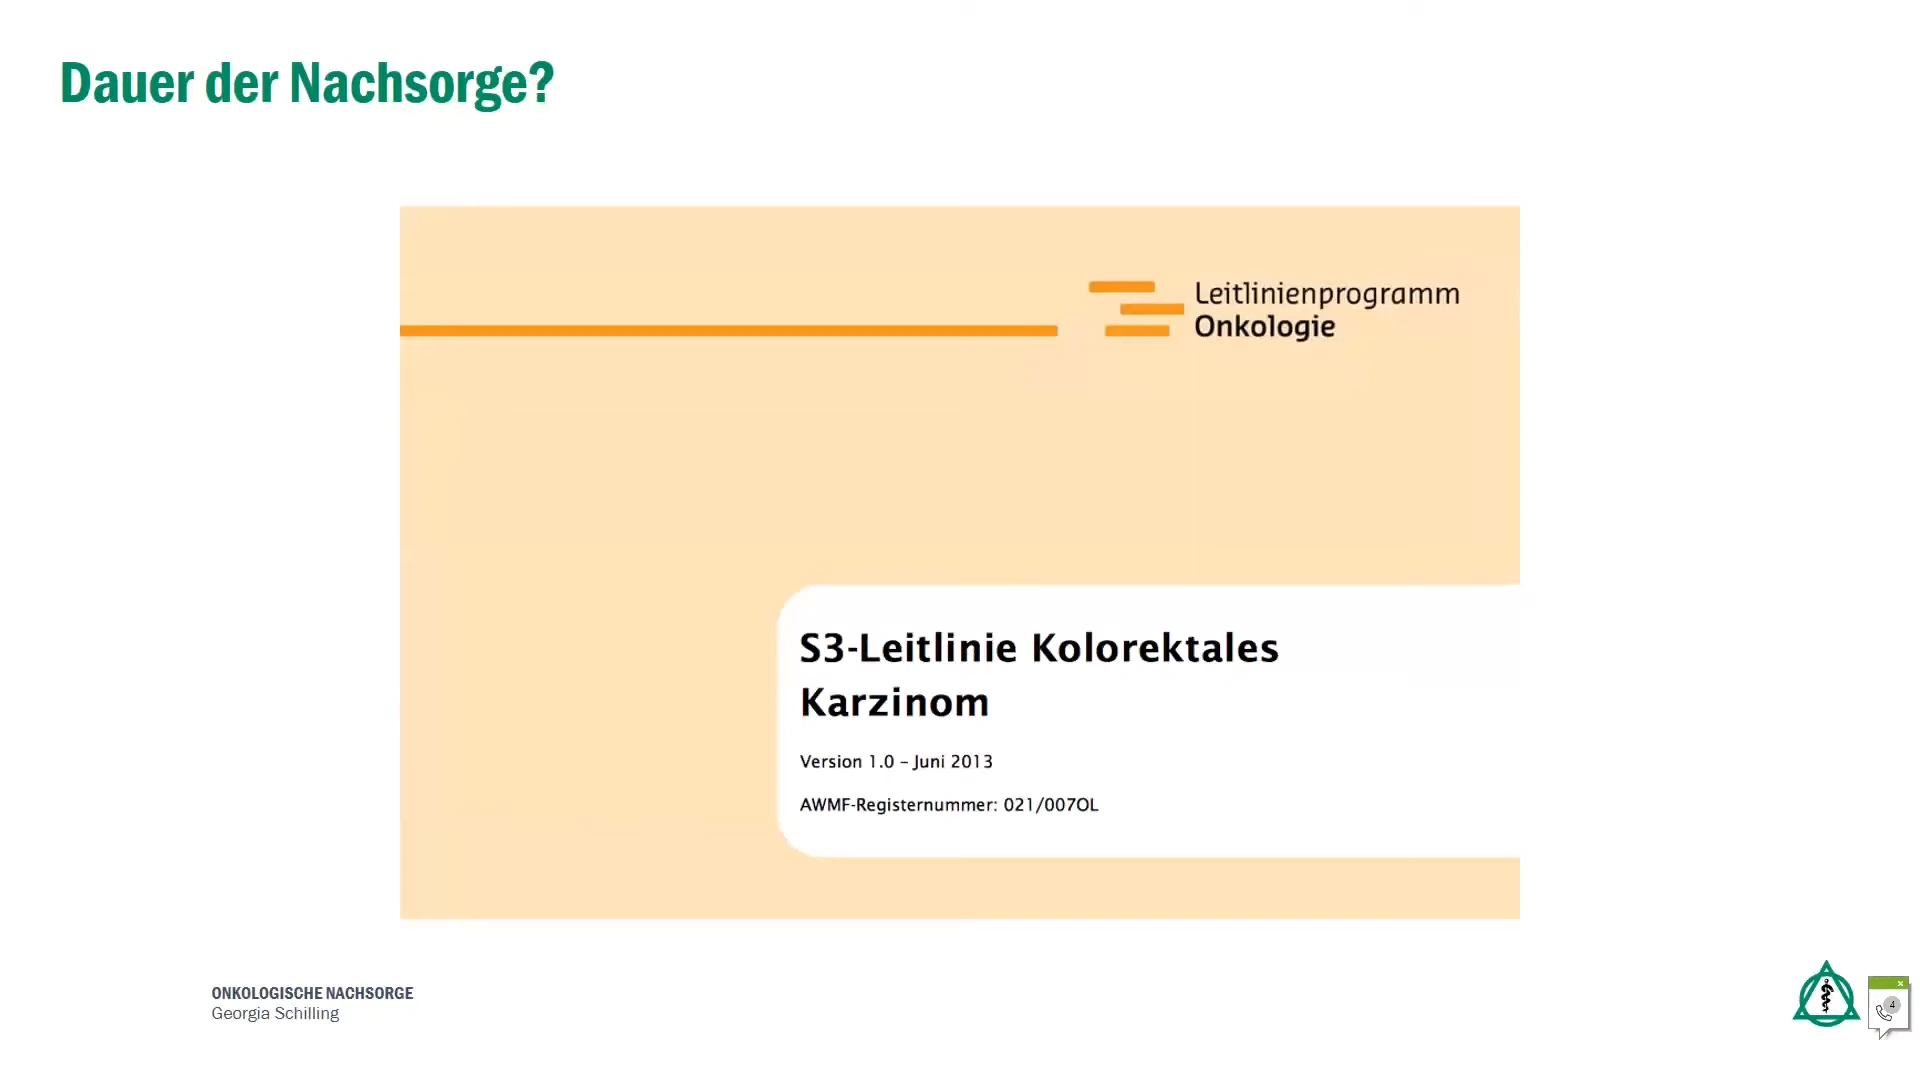 Dauer der Nachsorge?
Leitlinienprogramm
Onkologie
S3-Leitlinie Kolorektales
Karzinom
Version 1.0 – Juni 2013
AWMF-Registernummer: 021/007OL
ONKOLOGISCHE NACHSORGE
Georgia Schilling
4